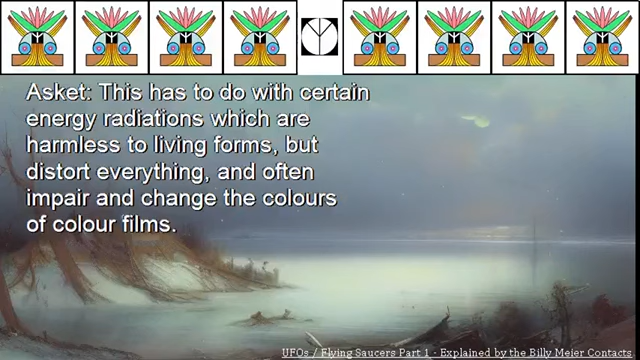 Asket: This has to do with certain
energy radiations which are
harmless to living forms, but
distort everything, and often
impair and change the colours
of colour films.
UFOs / Flying Saucers Part 1 - Explained by the Billy Meier Contacts